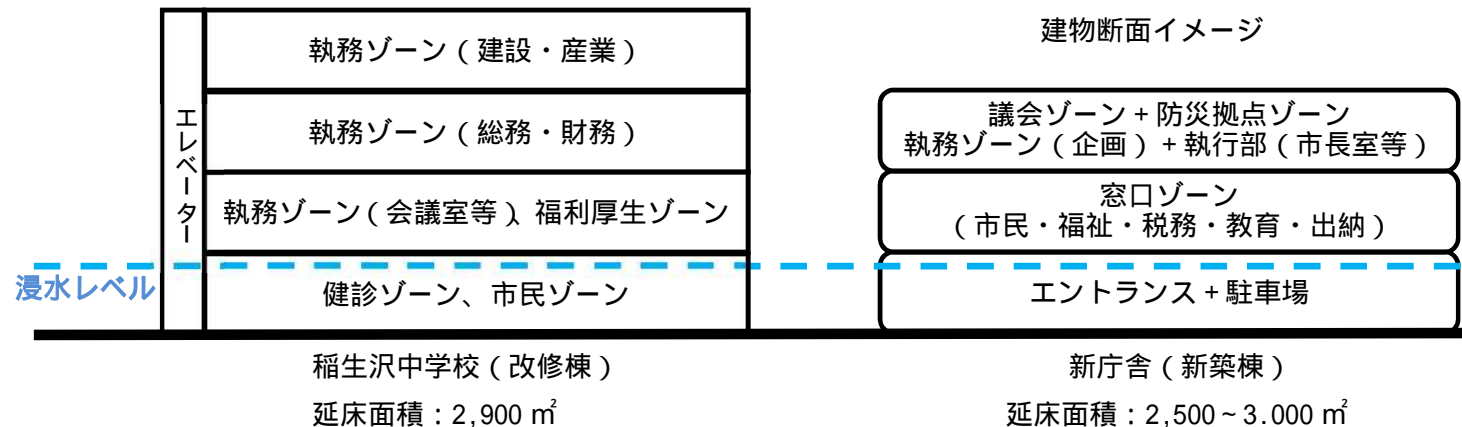 建物断面イメージ
エレベーター
執務ゾーン（建設・産業）
執務ゾーン（総務・財務）
執務ゾーン（会議室等）、福利厚生ゾーン
健診ゾーン、市民ゾーン
浸水レベル
稲生沢中学校（改修棟）
延床面積：2,900 ㎡
議会ゾーン＋防災拠点ゾーン
執務ゾーン（企画）＋執行部（市長室等）
窓口ゾーン
（市民・福祉・税務・教育・出納）
エントランス＋駐車場
新庁舎（新築棟）
延床面積：2,500～3.000 ㎡